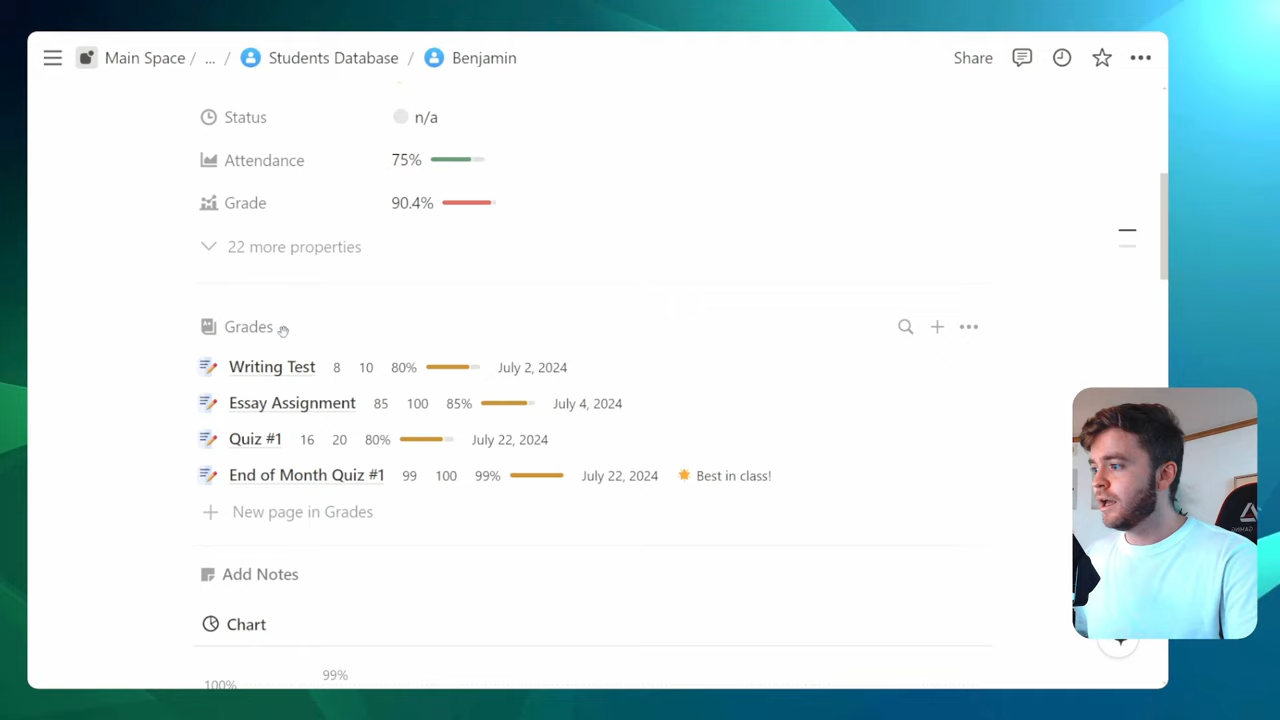 Main Space / ... / Students Database / Benjamin Share
Status n/a
Attendance 75%
Grade 90.4%
22 more properties
Grades
Writing Test 8 10 80% July 2, 2024
Essay Assignment 85 100 85% July 4, 2024
Quiz #1 16 20 80% July 22, 2024
End of Month Quiz #1 99 100 99% July 22, 2024 Best in class!
New page in Grades
Add Notes
Chart
99%
100%
GAMING